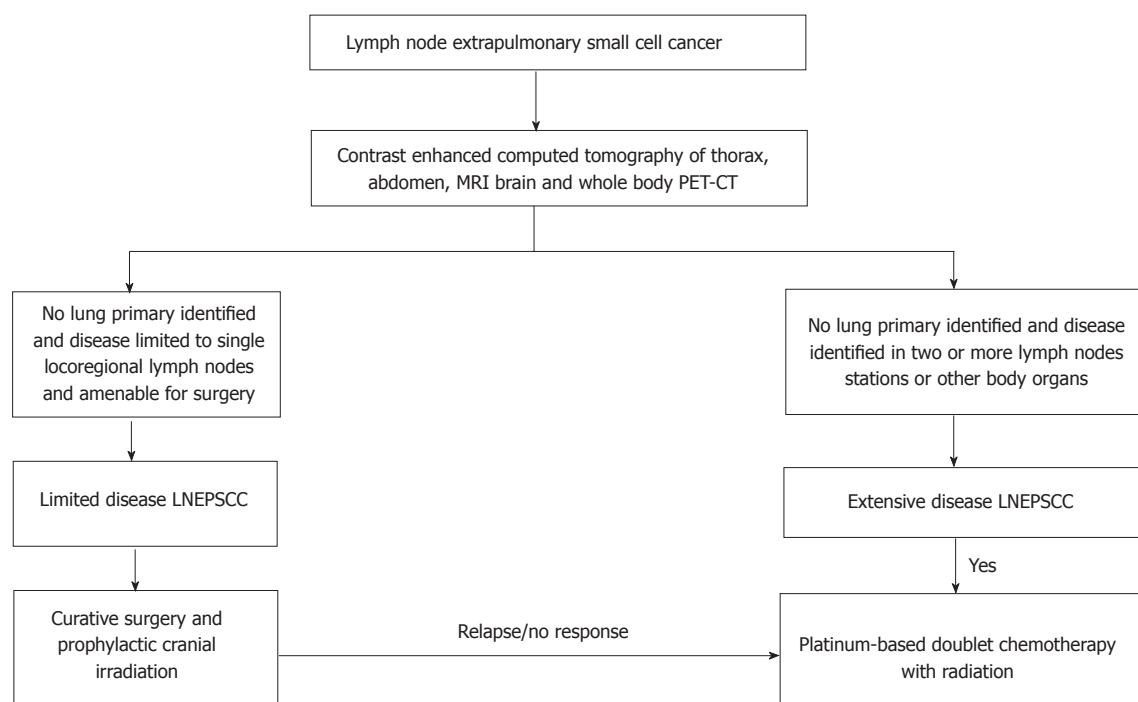 Lymph node extrapulmonary small cell cancer
Contrast enhanced computed tomography of thorax,
abdomen, MRI brain and whole body PET-CT
No lung primary identified
and disease limited to single
locoregional lymph nodes
and amenable for surgery
No lung primary identified and disease
identified in two or more lymph nodes
stations or other body organs
Limited disease LNEPSCC
Extensive disease LNEPSCC
Yes
Curative surgery and
prophylactic cranial
irradiation
Relapse/no response
Platinum-based doublet chemotherapy
with radiation